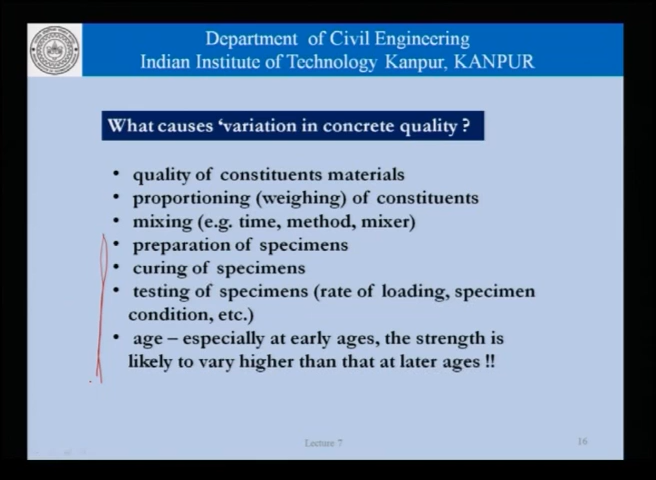 Department of Civil Engineering
Indian Institute of Technology Kanpur, KANPUR
What causes ‘variation in concrete quality ?
• quality of constituents materials
• proportioning (weighing) of constituents
• mixing (e.g. time, method, mixer)
• preparation of specimens
• curing of specimens
• testing of specimens (rate of loading, specimen
condition, etc.)
• age – especially at early ages, the strength is
likely to vary higher than that at later ages !!
Lecture 7
16